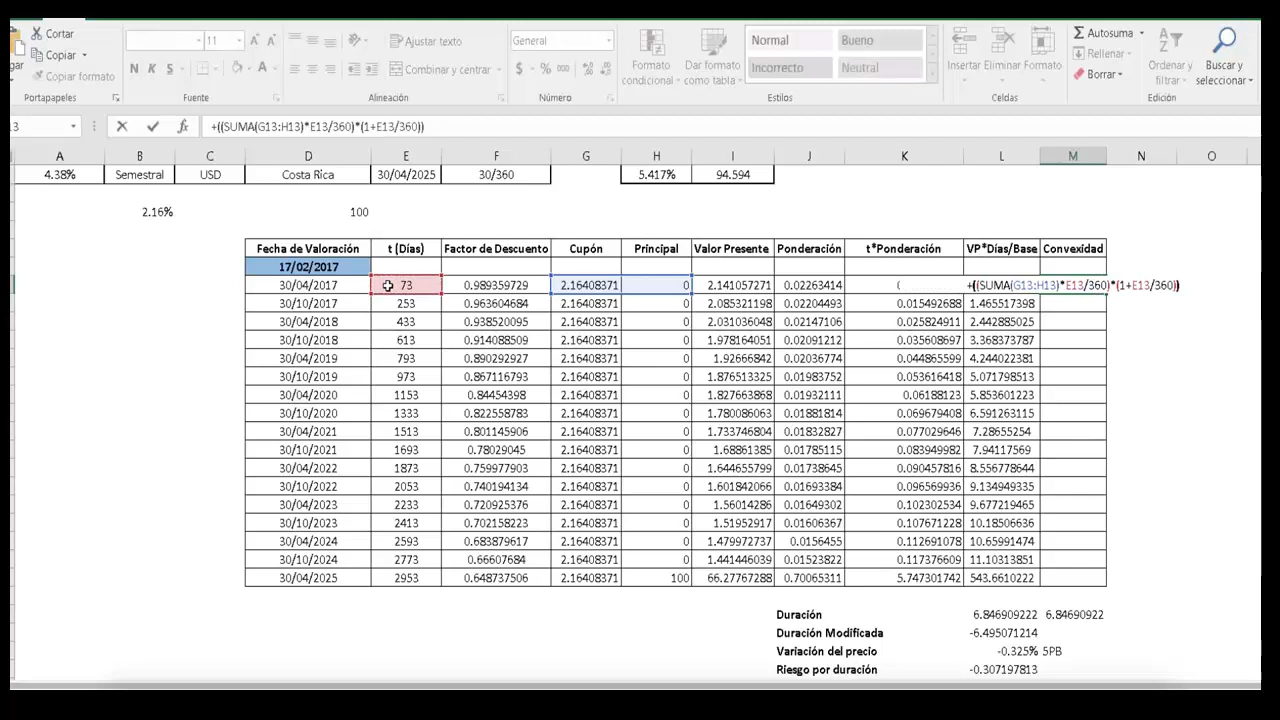 Cortar
Copiar
Copiar formato
11 A A
Ajustar texto
N K S A
Combinar y centrar
General
$ % 000
Formato condicional
Dar formato como tabla
Normal Bueno
Incorrecto Neutral
Insertar Eliminar Formato
Autosuma
Rellenar
Borrar
Ordenar y filtrar
Buscar y seleccionar
Portapapeles Fuente Alineación Número Estilos Celdas Edición
13 fx +((SUMA(G13:H13)*E13/360)*(1+E13/360))
A B C D E F G H I J K L M N O
4.38% Semestral USD Costa Rica 30/04/2025 30/360 5.417% 94.594
2.16% 100
Fecha de Valoración t (Días) Factor de Descuento Cupón Principal Valor Presente Ponderación t*Ponderación VP*Días/Base Convexidad
17/02/2017
30/04/2017 73 0.989359729 2.16408371 0 2.141057271 0.02263414 ( +((SUMA(G13:H13)*E13/360)*(1+E13/360))
30/10/2017 253 0.963604684 2.16408371 0 2.085321198 0.02204493 0.015492688 1.465517398
30/04/2018 433 0.938520095 2.16408371 0 2.031036048 0.02147106 0.025824911 2.442885025
30/10/2018 613 0.914088509 2.16408371 0 1.978164051 0.02091212 0.035608697 3.368373787
30/04/2019 793 0.890292927 2.16408371 0 1.92666842 0.02036774 0.044865599 4.244022381
30/10/2019 973 0.867116793 2.16408371 0 1.876513325 0.01983752 0.053616418 5.071798513
30/04/2020 1153 0.84454398 2.16408371 0 1.827663868 0.01932111 0.06188123 5.853601223
30/10/2020 1333 0.822558783 2.16408371 0 1.780086063 0.01881814 0.069679408 6.591263115
30/04/2021 1513 0.801145906 2.16408371 0 1.733746804 0.01832827 0.077029646 7.28655254
30/10/2021 1693 0.78029045 2.16408371 0 1.68861385 0.01785115 0.083949982 7.94117569
30/04/2022 1873 0.759977903 2.16408371 0 1.644655799 0.01738645 0.090457816 8.556778644
30/10/2022 2053 0.740194134 2.16408371 0 1.601842066 0.01693384 0.096569936 9.134949335
30/04/2023 2233 0.720925376 2.16408371 0 1.56014286 0.01649302 0.102302534 9.677219465
30/10/2023 2413 0.702158223 2.16408371 0 1.51952917 0.01606367 0.107671228 10.18506636
30/04/2024 2593 0.683879617 2.16408371 0 1.479972737 0.0156455 0.112691078 10.65991474
30/10/2024 2773 0.66607684 2.16408371 0 1.441446039 0.01523822 0.117376609 11.10313851
30/04/2025 2953 0.648737506 2.16408371 100 66.27767288 0.70065311 5.747301742 543.6610222
Duración 6.846909222 6.84690922
Duración Modificada -6.495071214
Variación del precio -0.325% 5PB
Riesgo por duración -0.307197813